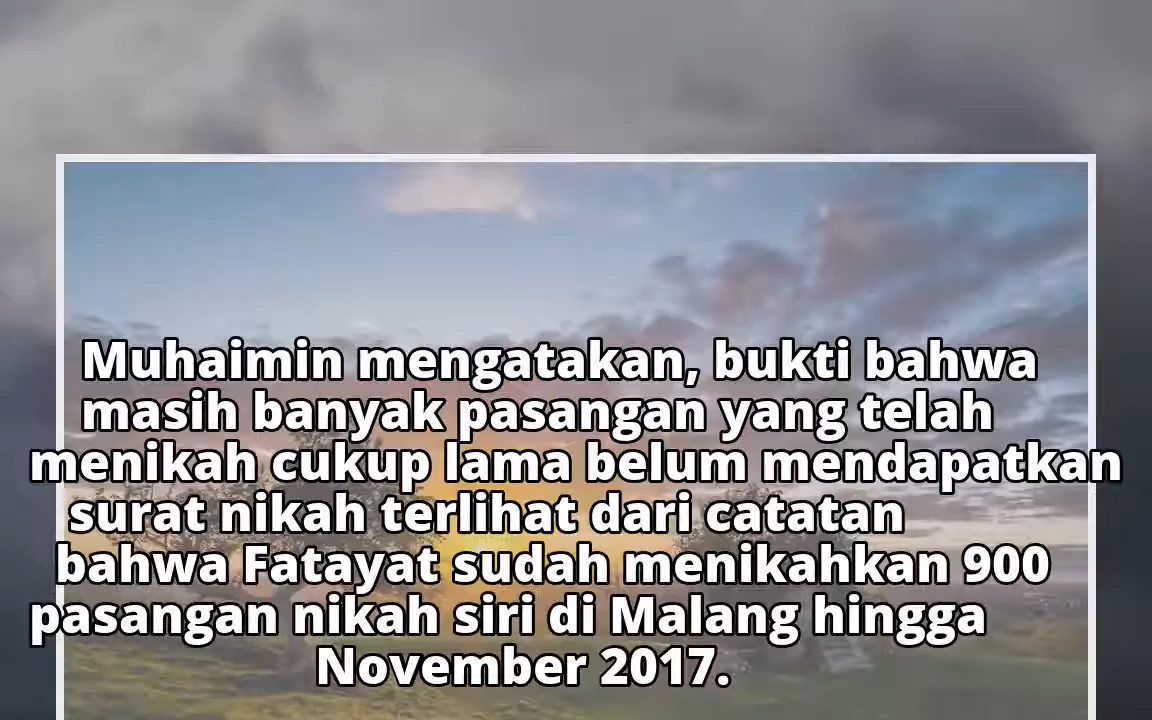 Muhaimin mengatakan, bukti bahwa
masih banyak pasangan yang telah
menikah cukup lama belum mendapatkan
surat nikah terlihat dari catatan
bahwa Fatayat sudah menikahkan 900
pasangan nikah siri di Malang hingga
November 2017.